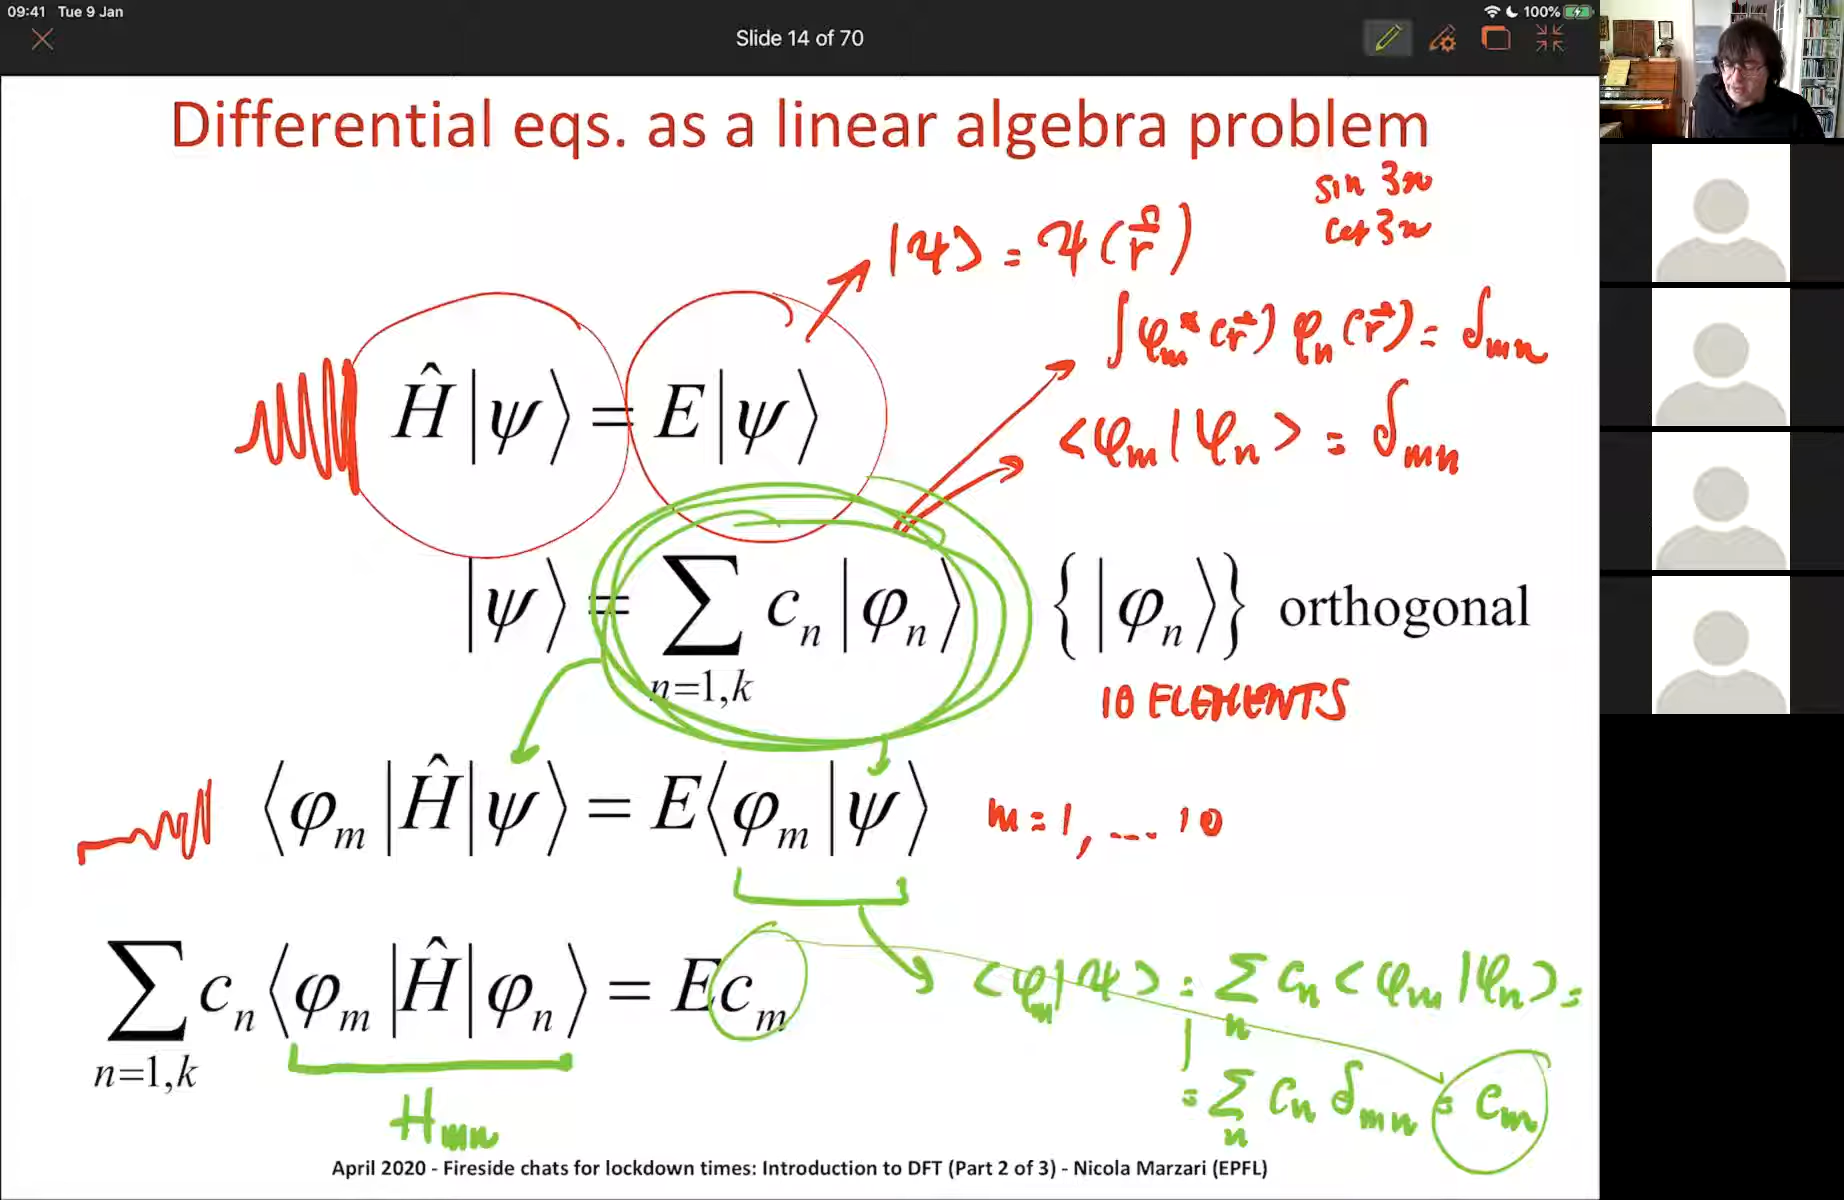 09:41 Tue 9 Jan
100%
Slide 14 of 70
Differential eqs. as a linear algebra problem
sin 3x
cos 3x
|ψ⟩ = ψ(r⃗)
∫φₘ*(r⃗) φₙ(r⃗) = δₘₙ
Ĥ|ψ⟩ = E|ψ⟩
<φₘ|φₙ> = δₘₙ
|ψ⟩ = ∑ cₙ|φₙ⟩ {|φₙ⟩} orthogonal
n=1,k
10 ELEMENTS
⟨φₘ|Ĥ|ψ⟩ = E⟨φₘ|ψ⟩ m = 1, .... 10
∑ cₙ⟨φₘ|Ĥ|φₙ⟩ = Ecₘ
n=1,k
<φₘ|ψ> = ∑ₙ cₙ <φₘ|φₙ> =
= ∑ₙ cₙ δₘₙ = cₘ
Hₘₙ
April 2020 - Fireside chats for lockdown times: Introduction to DFT (Part 2 of 3) - Nicola Marzari (EPFL)